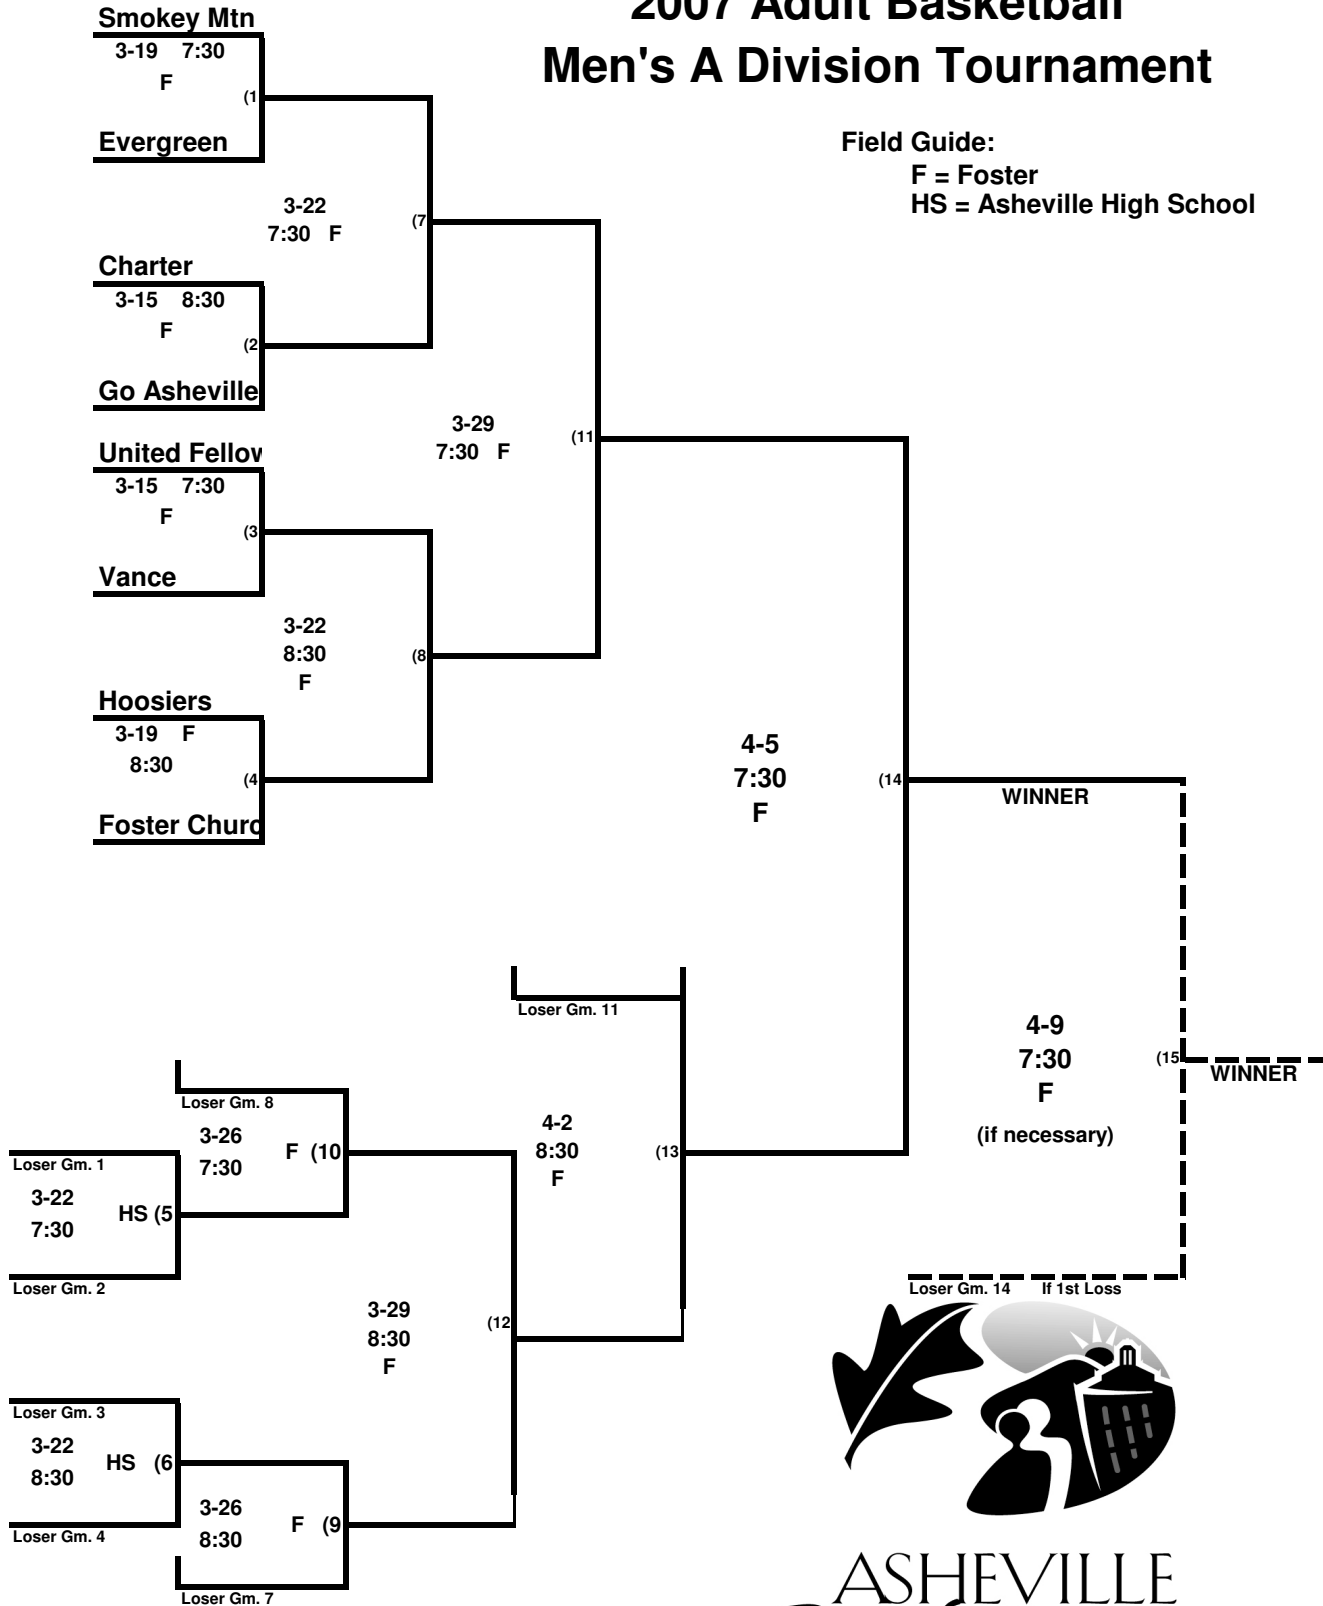 2007 Adult Basketball
Men's A Division Tournament
Field Guide:
F = Foster
HS = Asheville High School
Smokey Mtn
3-19 7:30
F
(1
Evergreen
3-22
7:30 F
(7
Charter
3-15 8:30
F
(2
Go Asheville
3-29
7:30 F
(11
United Fellow
3-15 7:30
F
(3
Vance
3-22
8:30
F
(8
Hoosiers
3-19 F
8:30
(4
Foster Churc
4-5
7:30
F
(14
WINNER
Loser Gm. 11
4-9
7:30
F
(if necessary)
(15
WINNER
Loser Gm. 8
3-26
7:30
F (10
4-2
8:30
F
(13
Loser Gm. 1
3-22
7:30
HS (5
Loser Gm. 2
Loser Gm. 14 If 1st Loss
3-29
8:30
F
(12
Loser Gm. 3
3-22
8:30
HS (6
Loser Gm. 4
3-26
8:30
F (9
Loser Gm. 7
ASHEVILLE